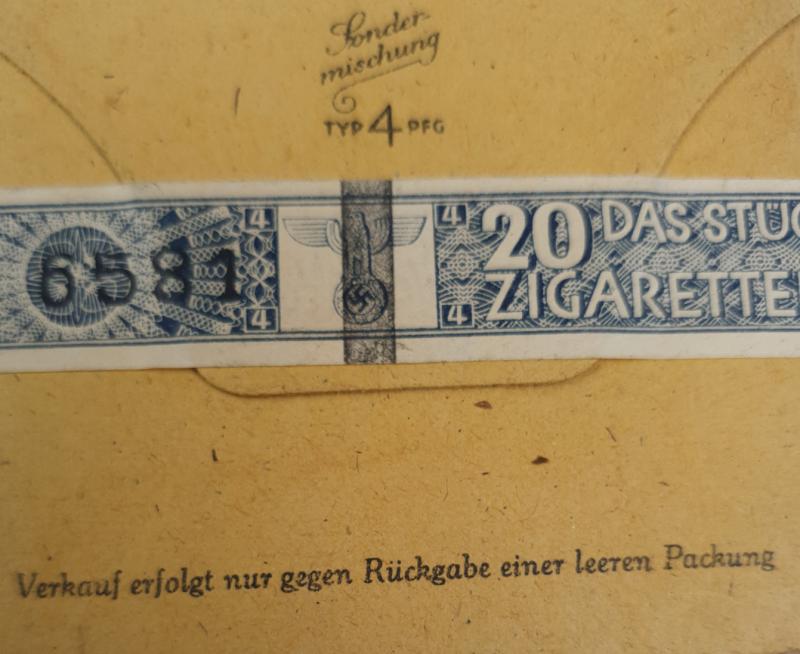 Sonder-
mischung
TYP 4 PFG
4 4
6581
20 DAS STÜC
ZIGARETTE
4 4
Verkauf erfolgt nur gegen Rückgabe einer leeren Packung